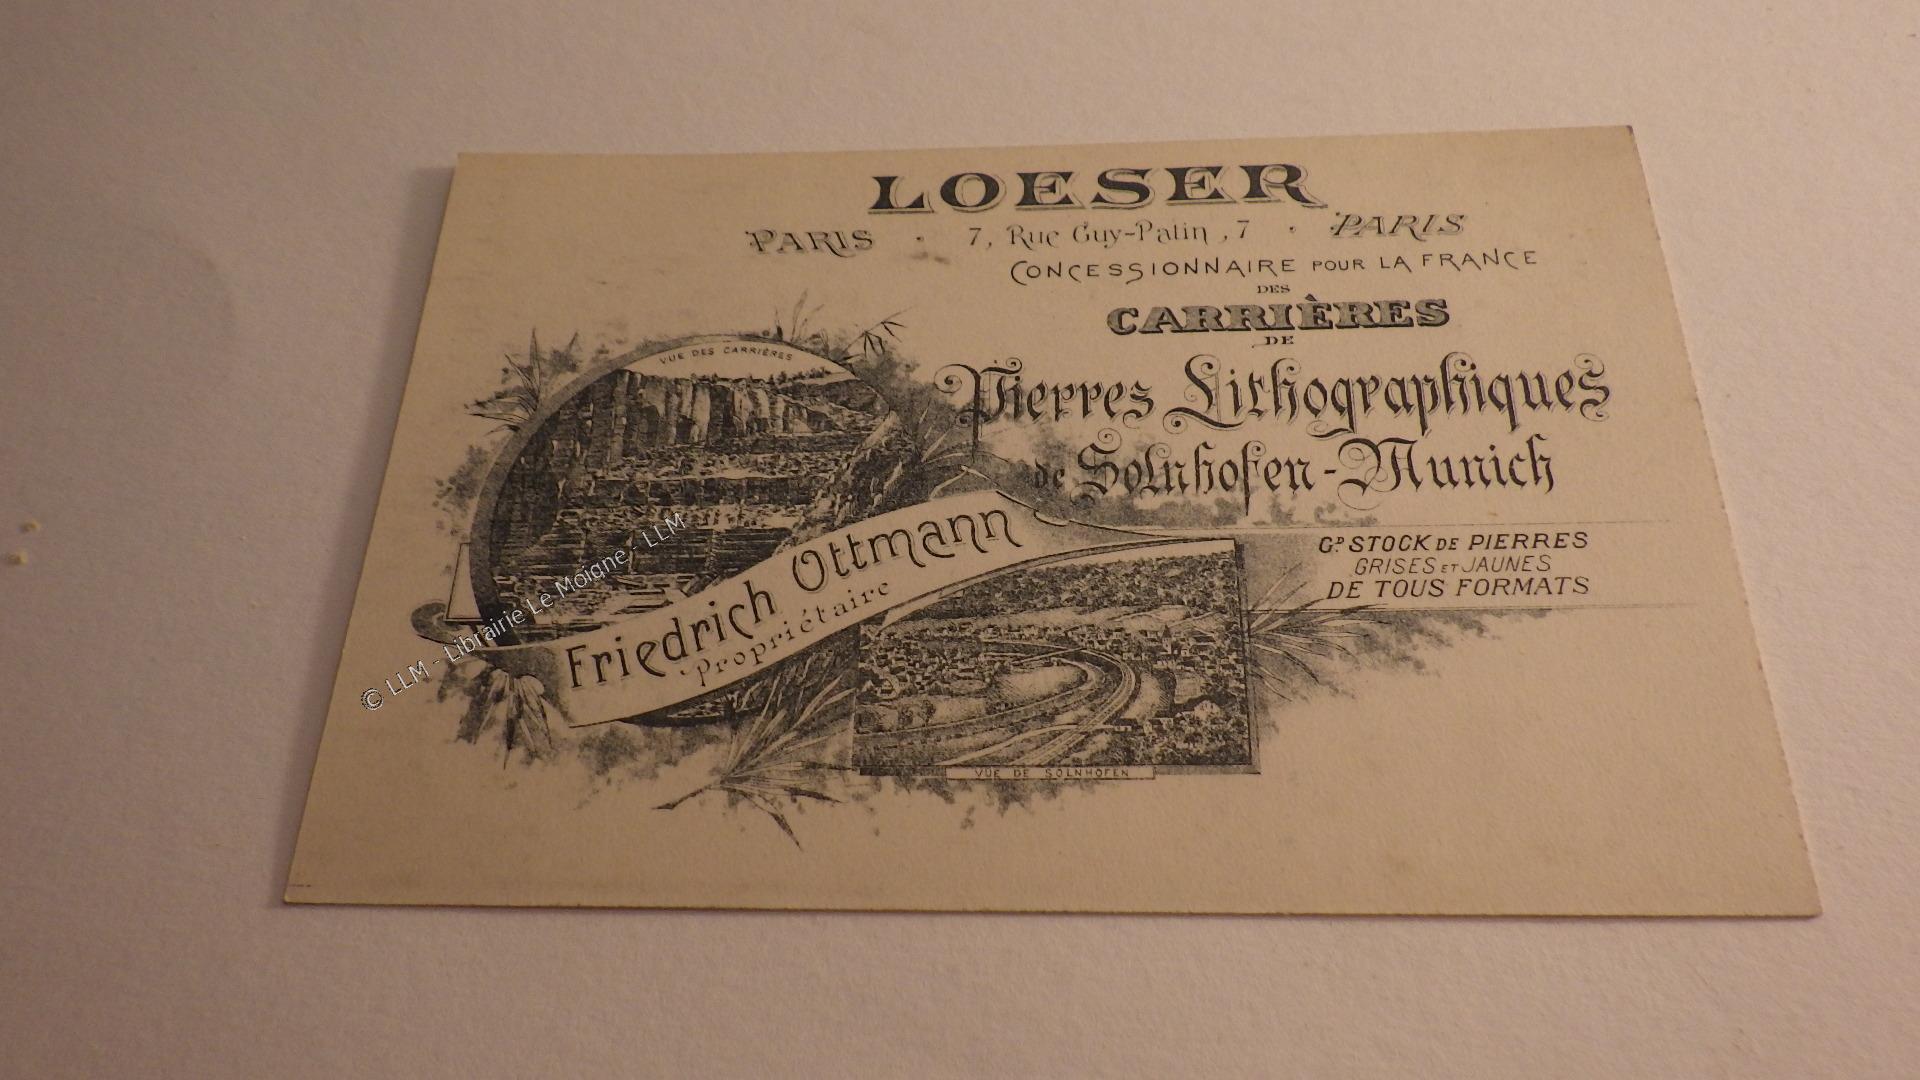 LOESER
PARIS · 7, Rue Guy-Patin, 7 · PARIS
CONCESSIONNAIRE POUR LA FRANCE
DES
CARRIÈRES
DE
Pierres Lithographiques
de Solnhofen-Munich
Gᴰ STOCK DE PIERRES
GRISES ET JAUNES
DE TOUS FORMATS
VUE DES CARRIÈRES
Friedrich Ottmann
Propriétaire
VUE DE SOLNHOFEN
© LLM - Librairie Le Moigne - LLM